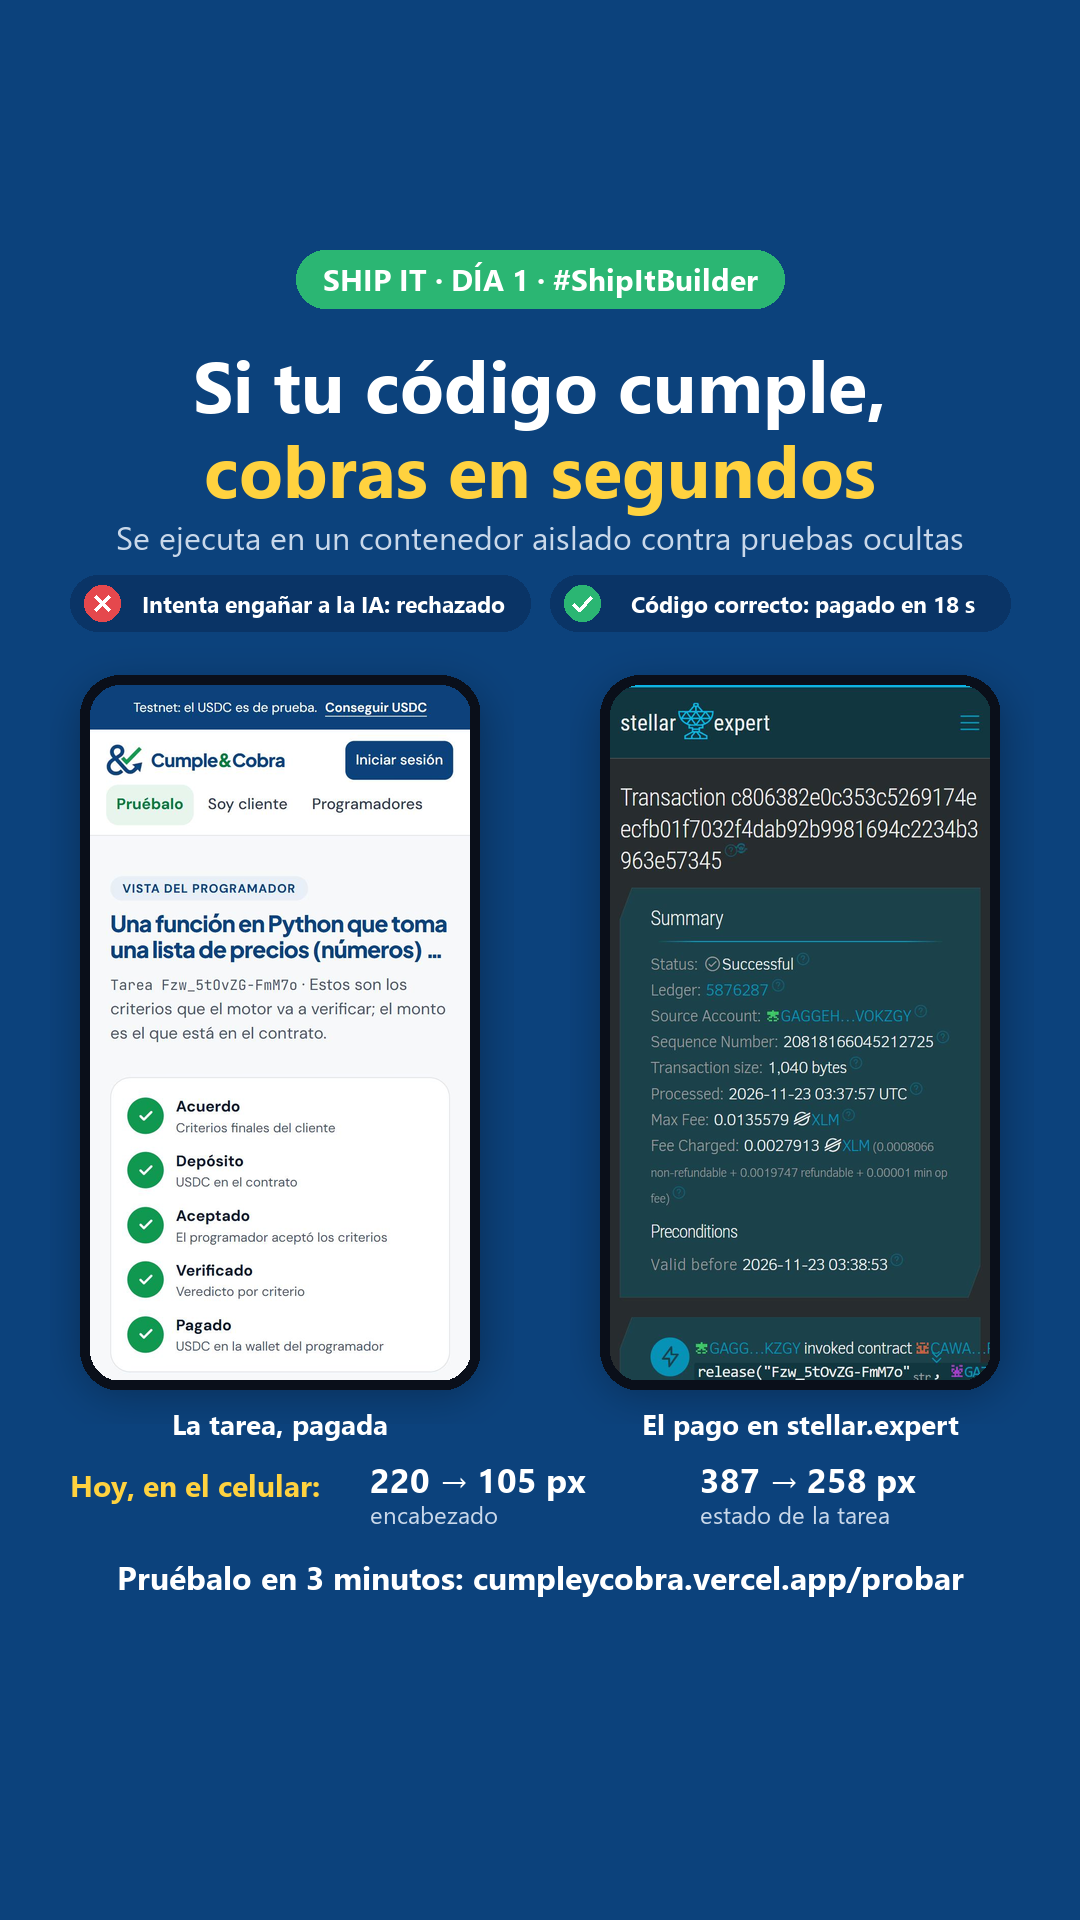 SHIP IT · DÍA 1 · #ShipItBuilder
Si tu código cumple,
cobras en segundos
Se ejecuta en un contenedor aislado contra pruebas ocultas
Intenta engañar a la IA: rechazado
Código correcto: pagado en 18 s
Testnet: el USDC es de prueba. Conseguir USDC
Cumple&Cobra
Iniciar sesión
Pruébalo
Soy cliente
Programadores
VISTA DEL PROGRAMADOR
Una función en Python que toma
una lista de precios (números) ...
Tarea Fzw_5tOvZG-FmM7o · Estos son los
criterios que el motor va a verificar; el monto
es el que está en el contrato.
Acuerdo
Criterios finales del cliente
Depósito
USDC en el contrato
Aceptado
El programador aceptó los criterios
Verificado
Veredicto por criterio
Pagado
USDC en la wallet del programador
La tarea, pagada
stellar expert
Transaction c806382e0c353c5269174e
ecfb01f7032f4dab92b9981694c2234b3
963e57345
Summary
Status: Successful
Ledger: 5876287
Source Account: GAGGEH...VOKZGY
Sequence Number: 20818166045212725
Transaction size: 1,040 bytes
Processed: 2026-11-23 03:37:57 UTC
Max Fee: 0.0135579 XLM
Fee Charged: 0.0027913 XLM (0.0008066
non-refundable + 0.0019747 refundable + 0.00001 min op
fee)
Preconditions
Valid before 2026-11-23 03:38:53
GAGG...KZGY invoked contract CAWA...
release("Fzw_5tOvZG-FmM7o" str,
El pago en stellar.expert
Hoy, en el celular:
220 → 105 px
encabezado
387 → 258 px
estado de la tarea
Pruébalo en 3 minutos: cumpleycobra.vercel.app/probar